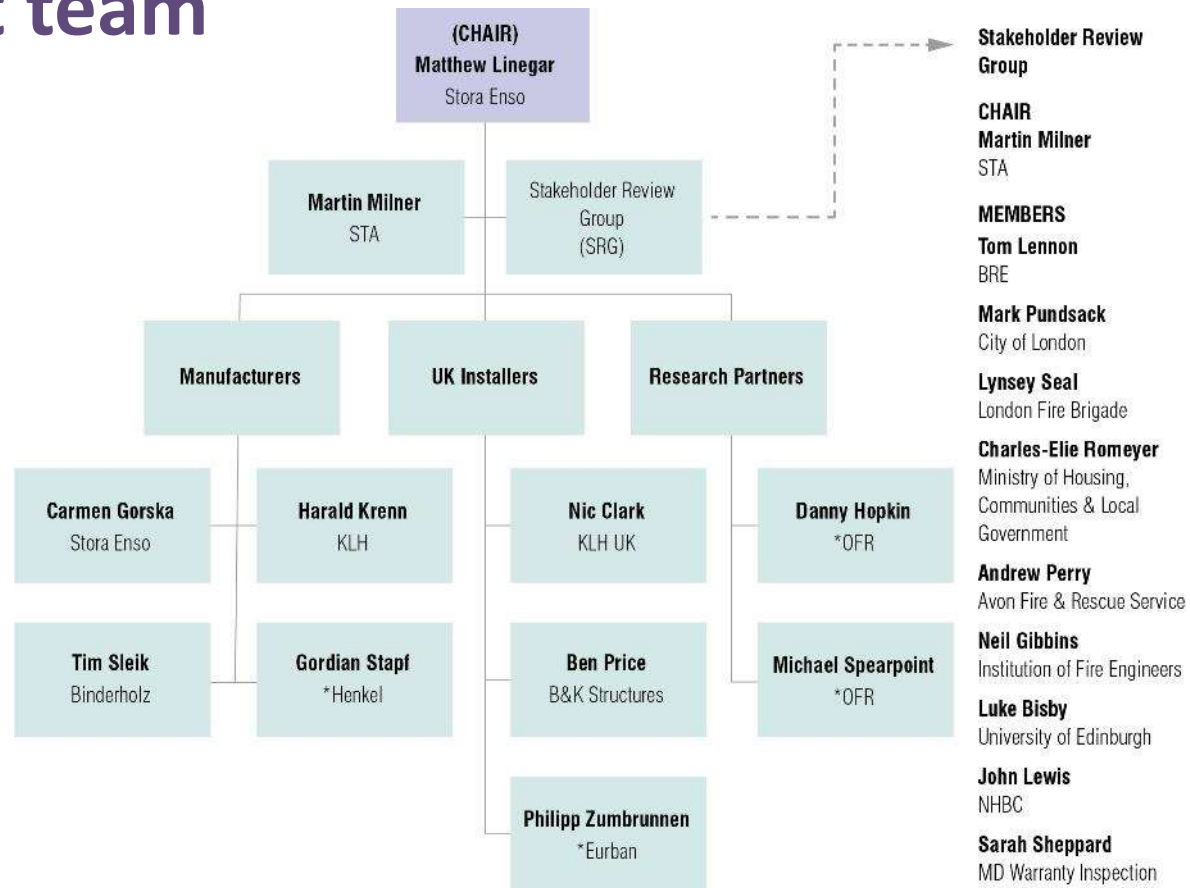 t team
(CHAIR)
Matthew Linegar
Stora Enso
Martin Milner
STA
Stakeholder Review
Group
(SRG)
Manufacturers
UK Installers
Research Partners
Carmen Gorska
Stora Enso
Harald Krenn
KLH
Nic Clark
KLH UK
Danny Hopkin
*OFR
Tim Sleik
Binderholz
Gordian Stapf
*Henkel
Ben Price
B&K Structures
Michael Spearpoint
*OFR
Philipp Zumbrunnen
*Eurban
Stakeholder Review
Group
CHAIR
Martin Milner
STA
MEMBERS
Tom Lennon
BRE
Mark Pundsack
City of London
Lynsey Seal
London Fire Brigade
Charles-Elie Romeyer
Ministry of Housing,
Communities & Local
Government
Andrew Perry
Avon Fire & Rescue Service
Neil Gibbins
Institution of Fire Engineers
Luke Bisby
University of Edinburgh
John Lewis
NHBC
Sarah Sheppard
MD Warranty Inspection